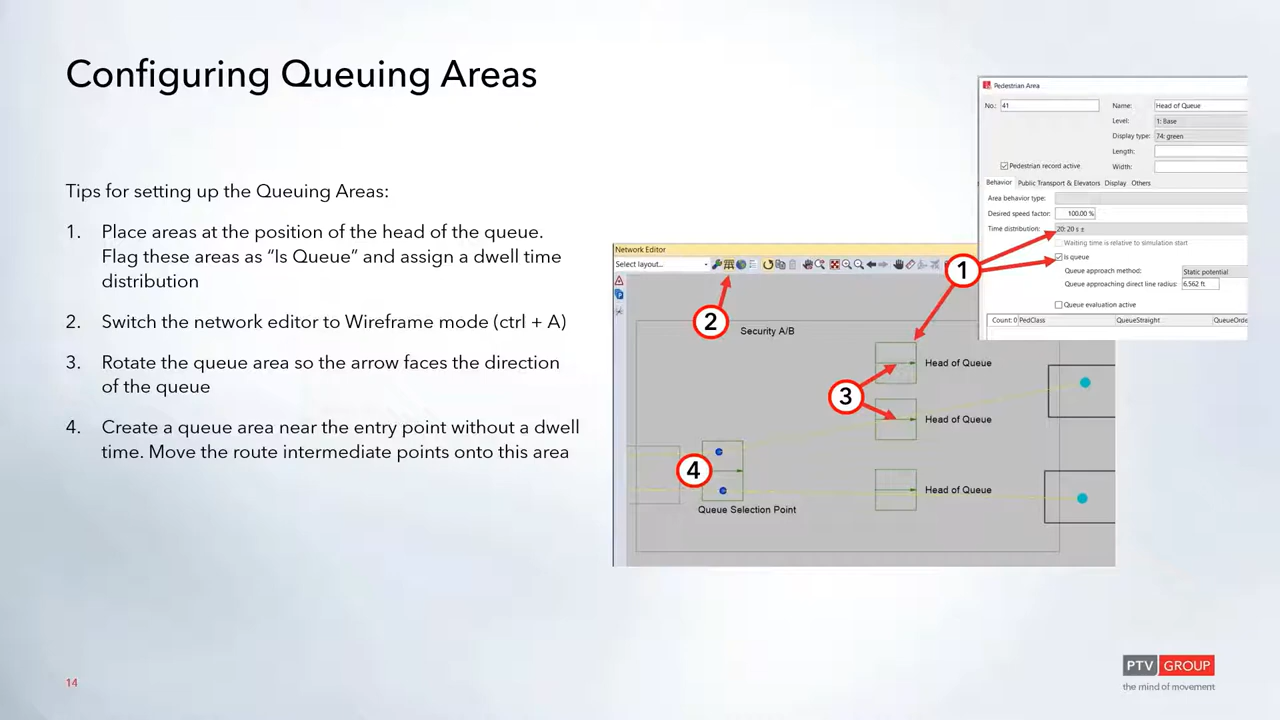 Configuring Queuing Areas
Tips for setting up the Queuing Areas:
1. Place areas at the position of the head of the queue.
Flag these areas as “Is Queue” and assign a dwell time
distribution
2. Switch the network editor to Wireframe mode (ctrl + A)
3. Rotate the queue area so the arrow faces the direction
of the queue
4. Create a queue area near the entry point without a dwell
time. Move the route intermediate points onto this area
Pedestrian Area
No.: 41 Name: Head of Queue
Level: 1: Base
Display type: 74: green
Length:
Pedestrian record active Width:
Behavior Public Transport & Elevators Display Others
Area behavior type:
Desired speed factor: 100.00 %
Time distribution: 20: 20 s ±
Waiting time is relative to simulation start
Is queue
Queue approach method: Static potential
Queue approaching direct line radius: 6.562 ft
Queue evaluation active
Count: 0 PedClass QueueStraight QueueOrde
Network Editor
Select layout...
1
2
Security A/B
Head of Queue
3
Head of Queue
4
Head of Queue
Queue Selection Point
14
PTV GROUP
the mind of movement